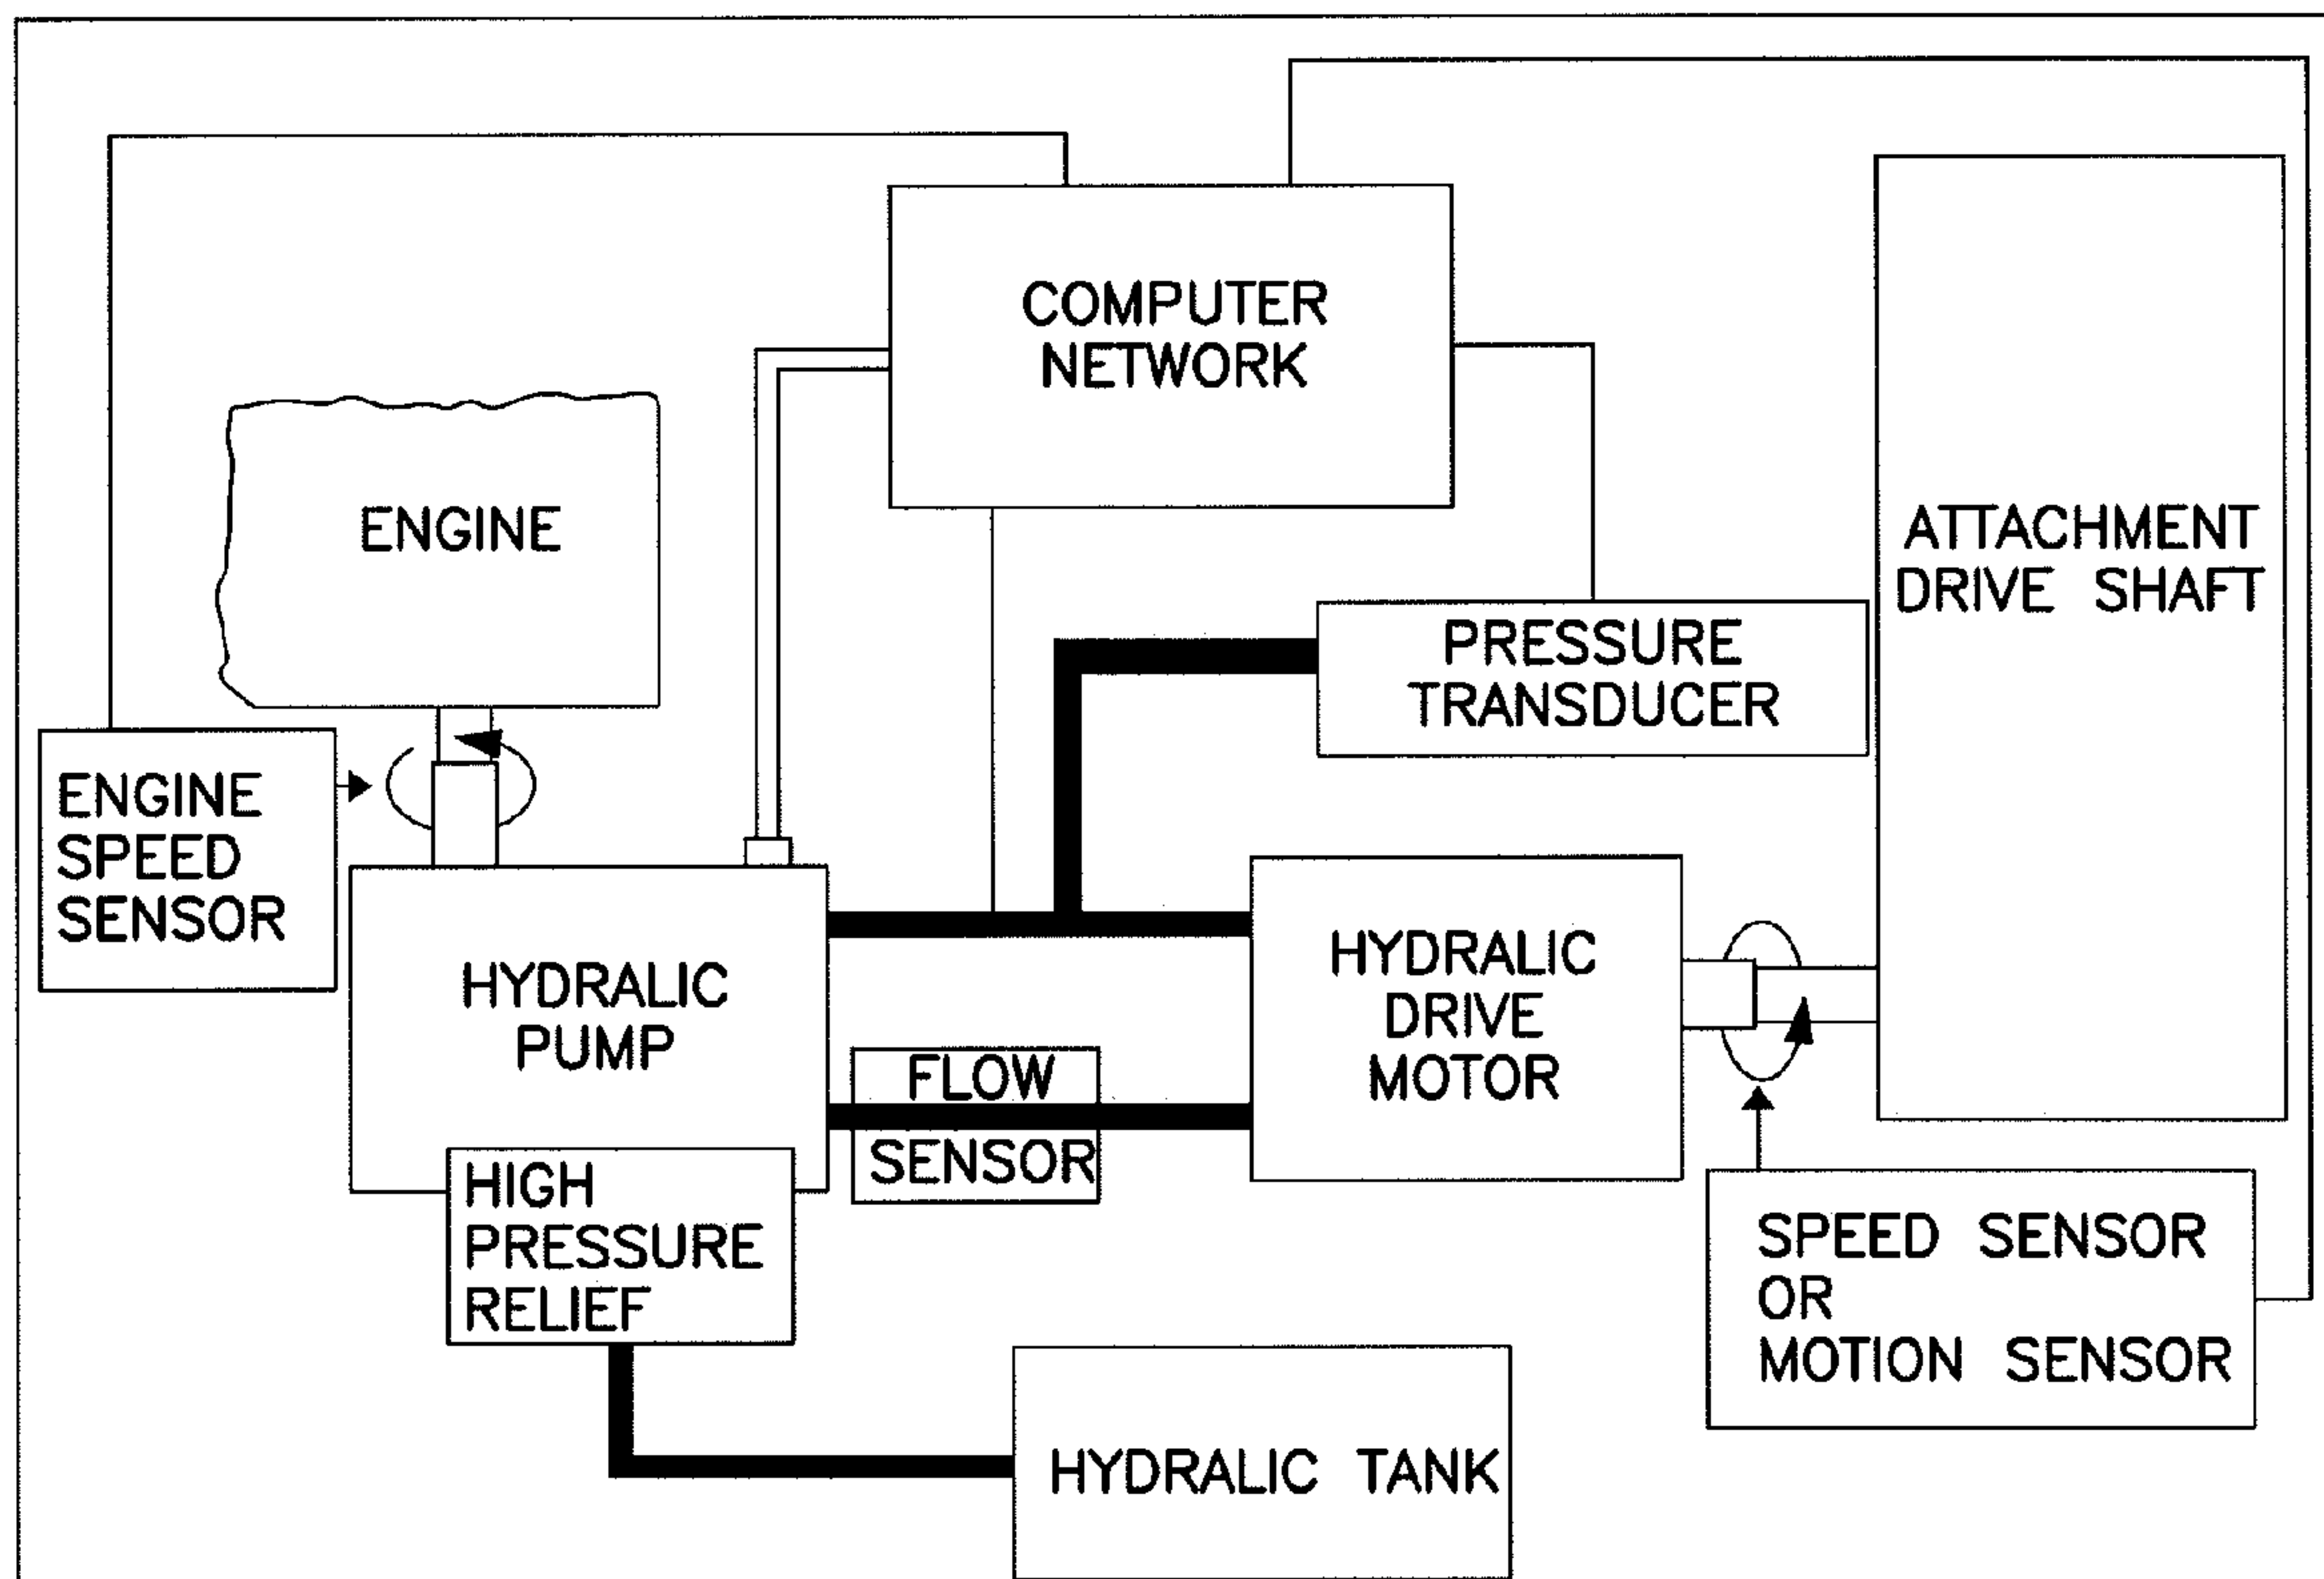 COMPUTER
NETWORK
ENGINE
ATTACHMENT
DRIVE SHAFT
PRESSURE
TRANSDUCER
ENGINE
SPEED
SENSOR
HYDRALIC
PUMP
HYDRALIC
DRIVE
MOTOR
FLOW
SENSOR
HIGH
PRESSURE
RELIEF
SPEED SENSOR
OR
MOTION SENSOR
HYDRALIC TANK